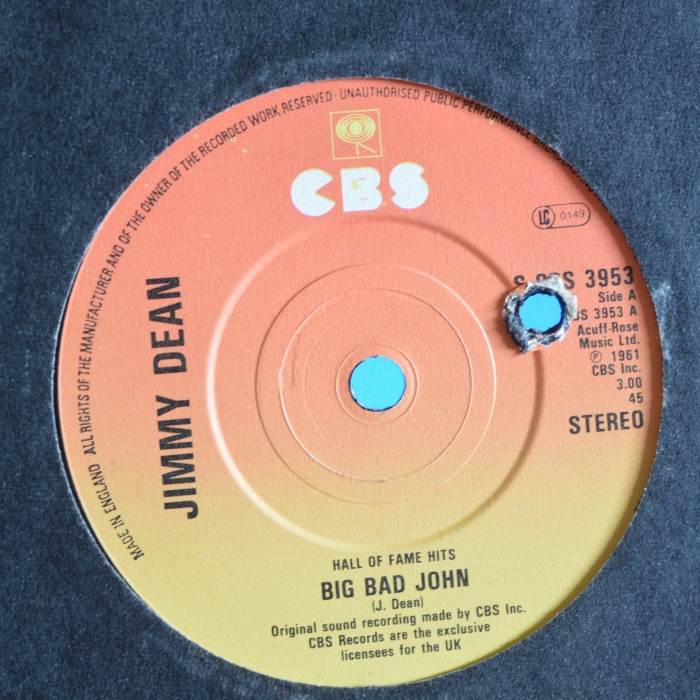 MADE IN ENGLAND ALL RIGHTS OF THE MANUFACTURER AND OF THE OWNER OF THE RECORDED WORK RESERVED · UNAUTHORISED PUBLIC PERFORMANCE
CBS
LC 0149
JIMMY DEAN
3953
Side A
3953 A
Acuff-Rose
Music Ltd.
℗ 1961
CBS Inc.
3.00
45
STEREO
HALL OF FAME HITS
BIG BAD JOHN
(J. Dean)
Original sound recording made by CBS Inc.
CBS Records are the exclusive
licensees for the UK